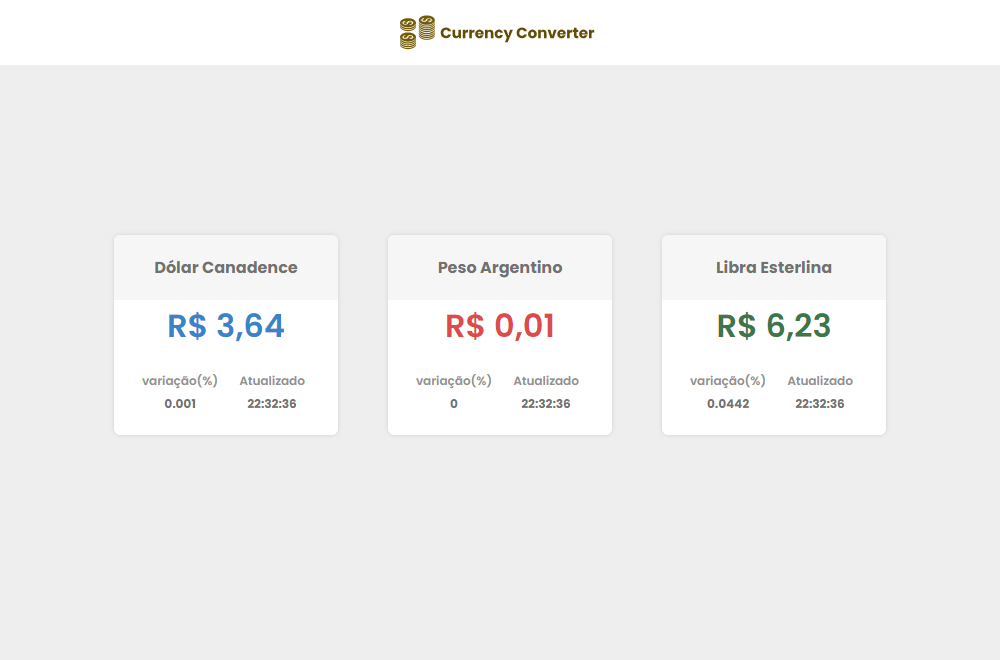 Currency Converter
Dólar Canadence
R$ 3,64
variação(%) Atualizado
0.001 22:32:36
Peso Argentino
R$ 0,01
variação(%) Atualizado
0 22:32:36
Libra Esterlina
R$ 6,23
variação(%) Atualizado
0.0442 22:32:36